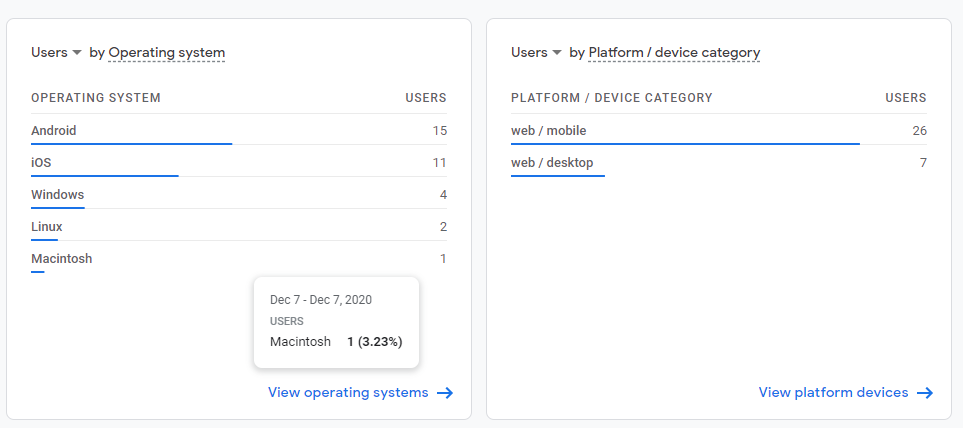 Users by Operating system
OPERATING SYSTEM USERS
Android 15
iOS 11
Windows 4
Linux 2
Macintosh 1
Dec 7 - Dec 7, 2020
USERS
Macintosh 1 (3.23%)
View operating systems
Users by Platform / device category
PLATFORM / DEVICE CATEGORY USERS
web / mobile 26
web / desktop 7
View platform devices